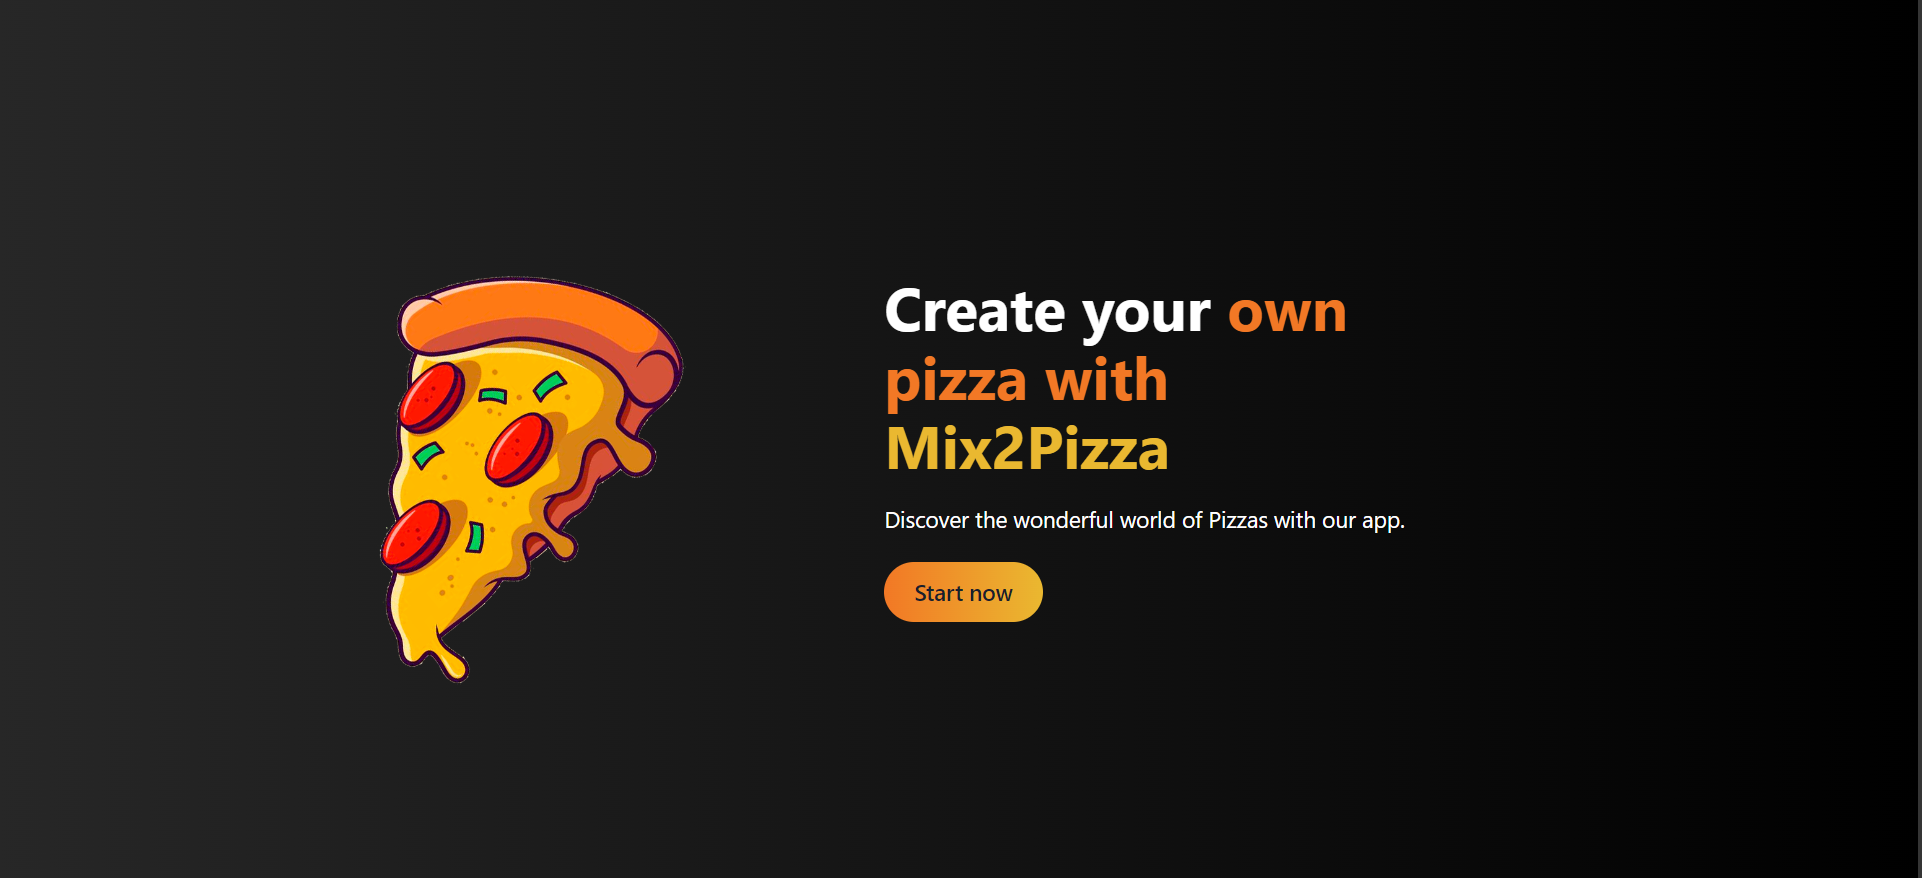 Create your own
pizza with
Mix2Pizza
Discover the wonderful world of Pizzas with our app.
Start now